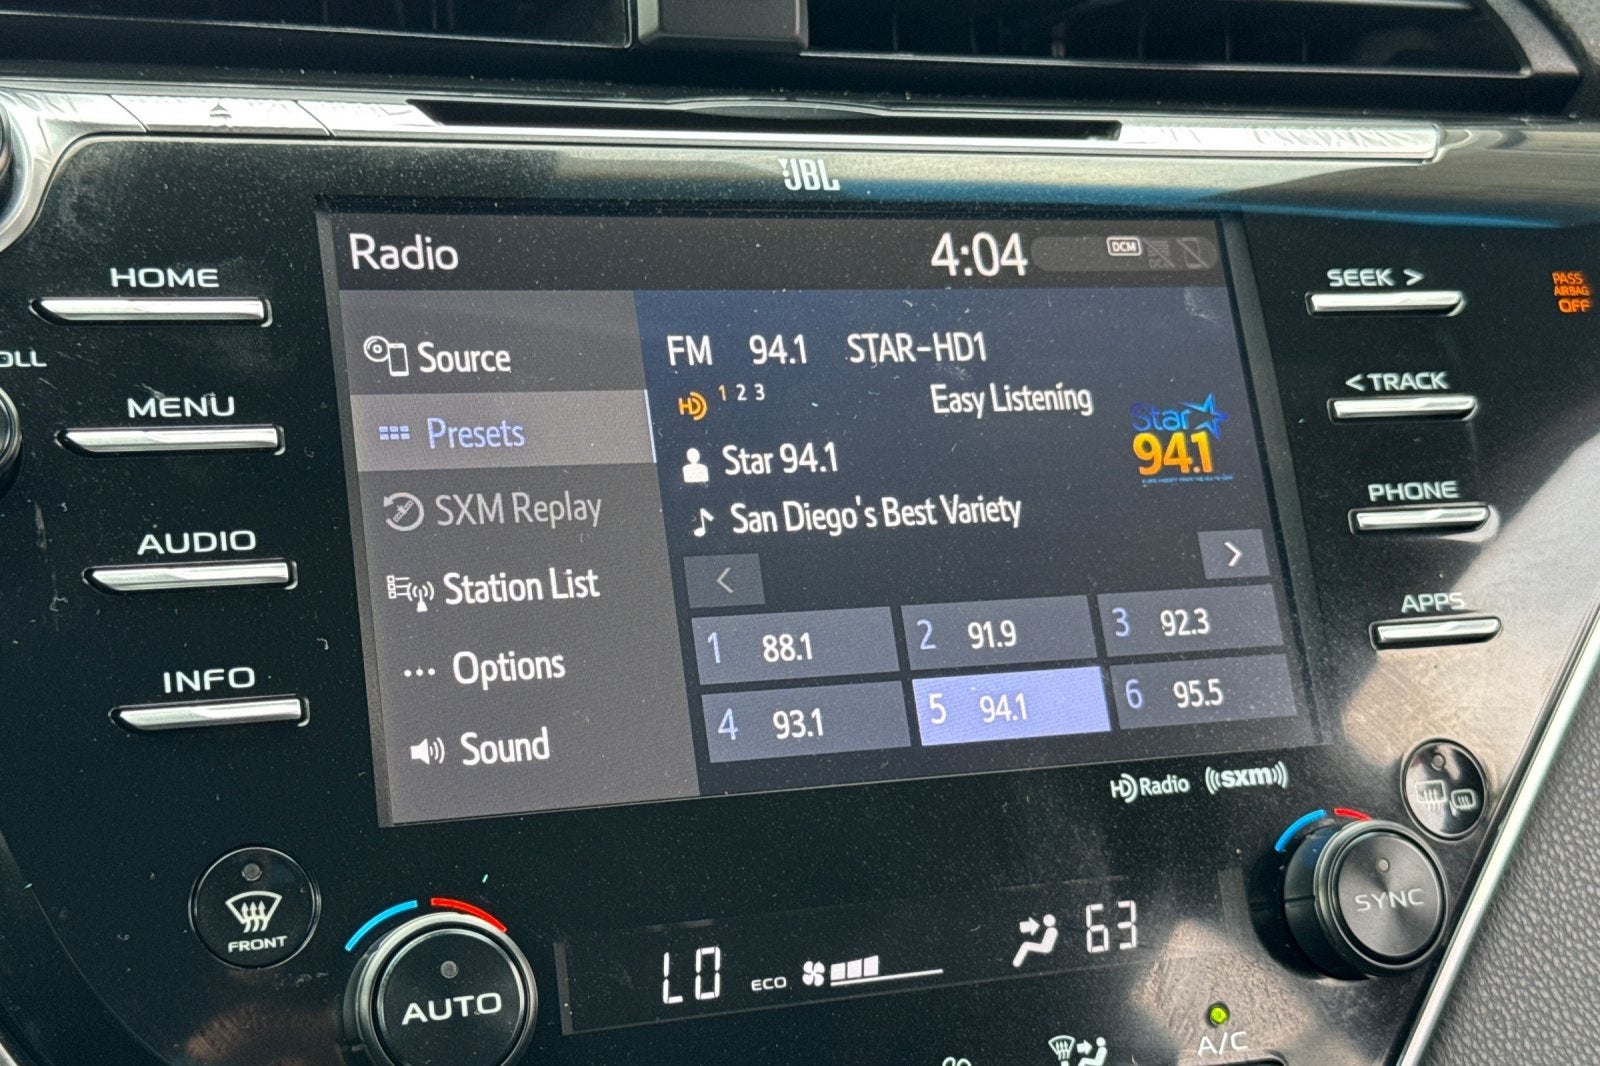 JBL
HOME
OLL
MENU
AUDIO
INFO
Radio
4:04
DCM
Source
Presets
SXM Replay
Station List
Options
Sound
FM 94.1 STAR-HD1
HD 1 2 3
Easy Listening
Star 94.1
San Diego's Best Variety
Star
94.1
<
>
1 88.1
2 91.9
3 92.3
4 93.1
5 94.1
6 95.5
HD Radio
((sxm))
SEEK >
< TRACK
PHONE
APPS
PASS
AIRBAG
OFF
FRONT
AUTO
LO
ECO
63
SYNC
A/C